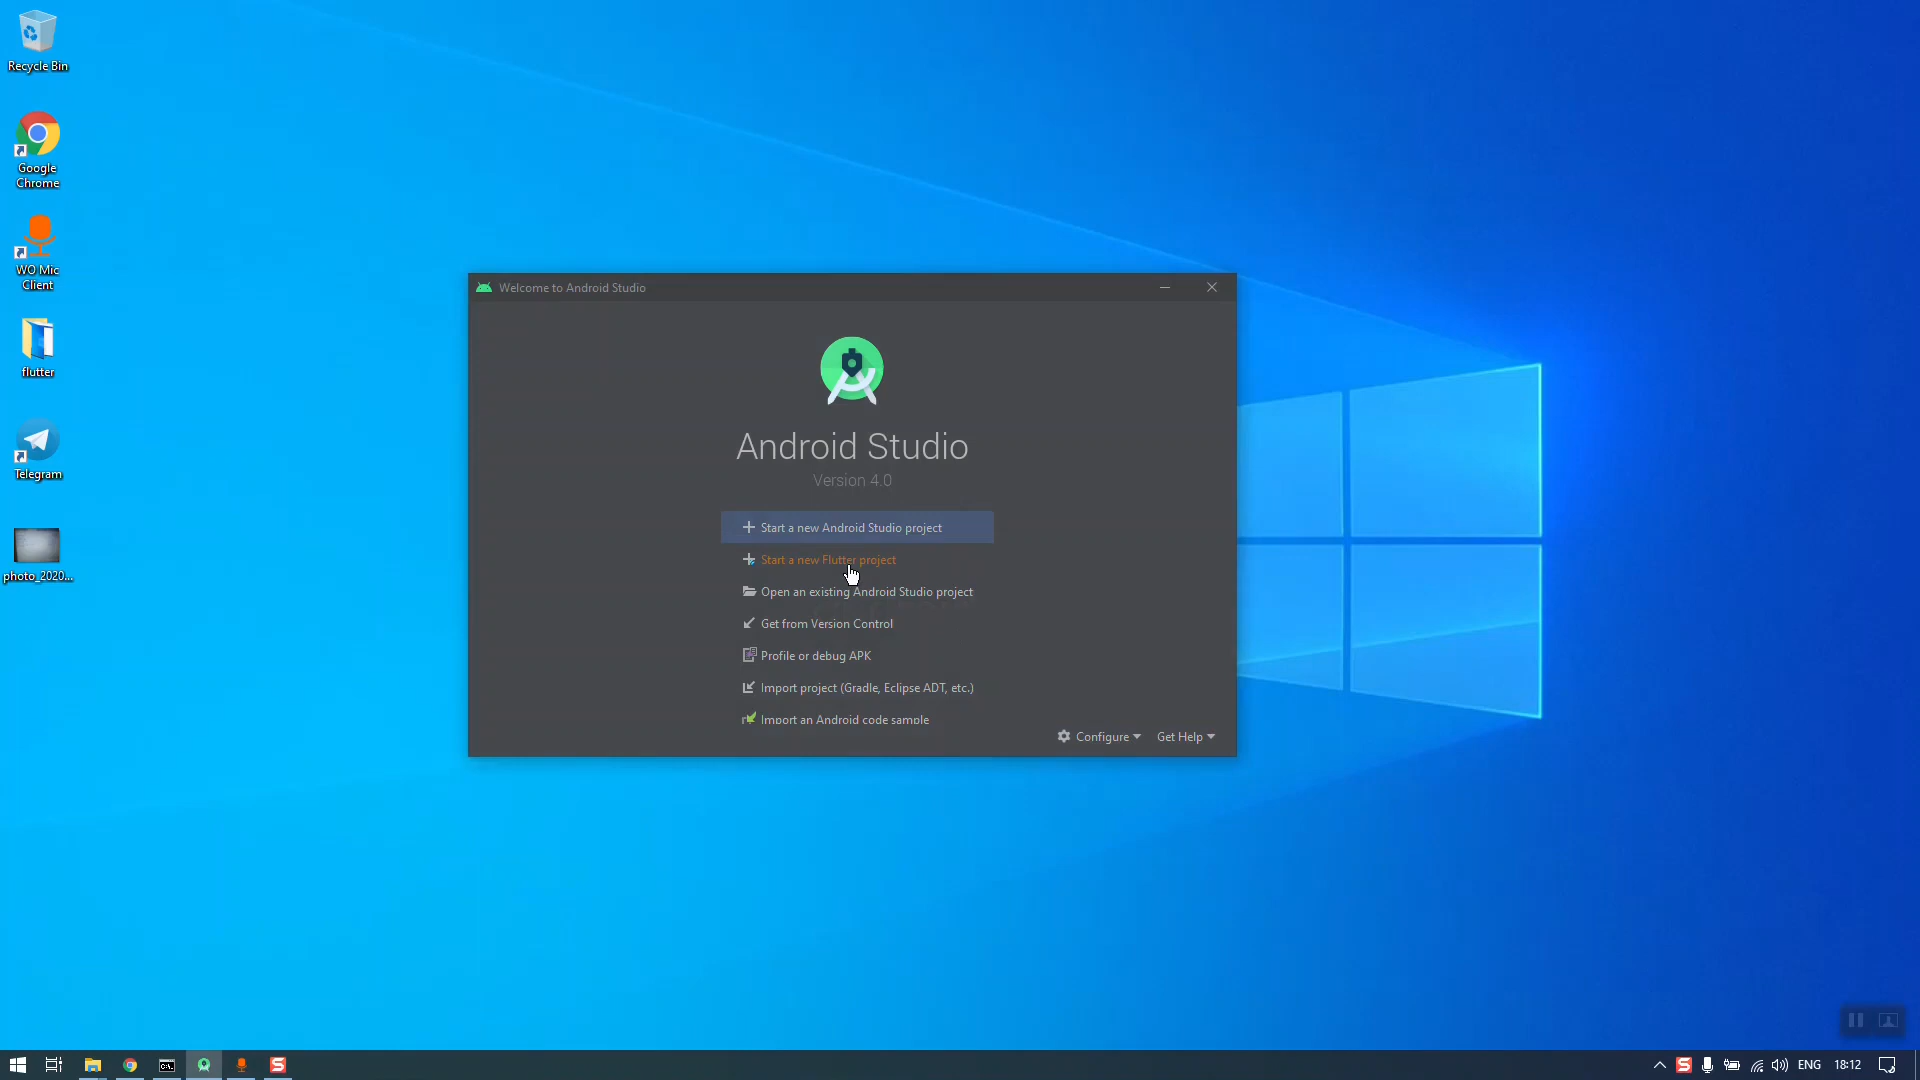 Recycle Bin
Google
Chrome
WO Mic
Client
flutter
Telegram
photo_2020...
Welcome to Android Studio
Android Studio
Version 4.0
Start a new Android Studio project
Start a new Flutter project
Open an existing Android Studio project
Get from Version Control
Profile or debug APK
Import project (Gradle, Eclipse ADT, etc.)
Import an Android code sample
Configure
Get Help
ENG
18:12